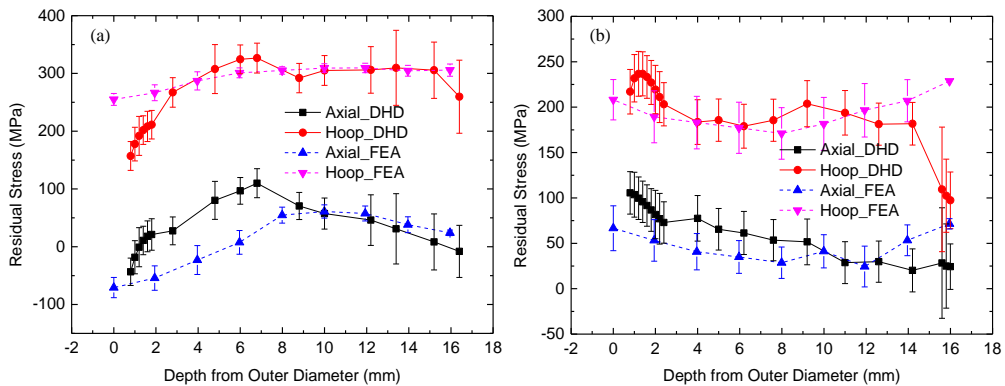 (a)
400
300
200
100
0
-100
Residual Stress (MPa)
Axial_DHD
Hoop_DHD
Axial_FEA
Hoop_FEA
-2 0 2 4 6 8 10 12 14 16 18
Depth from Outer Diameter (mm)
(b)
300
250
200
150
100
50
0
50
Residual Stress (MPa)
Axial_DHD
Hoop_DHD
Axial_FEA
Hoop_FEA
-2 0 2 4 6 8 10 12 14 16 18
Depth from Outer Diameter (mm)